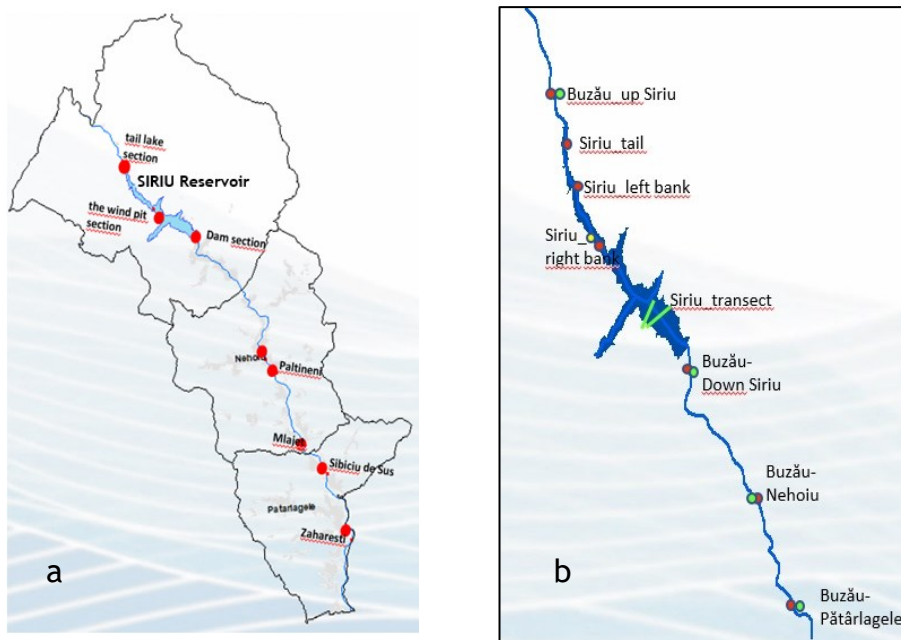 tail lake
section
SIRIU Reservoir
the wind pit
section
Dam section
Nehoiu
Paltineni
Mlajet
Sibiciu de Sus
Patarlagele
Zaharesti
a
Buzău_up Siriu
Siriu_tail
Siriu_left bank
Siriu_
right bank
Siriu_transect
Buzău-
Down Siriu
Buzău-
Nehoiu
Buzău-
Pătârlagele
b